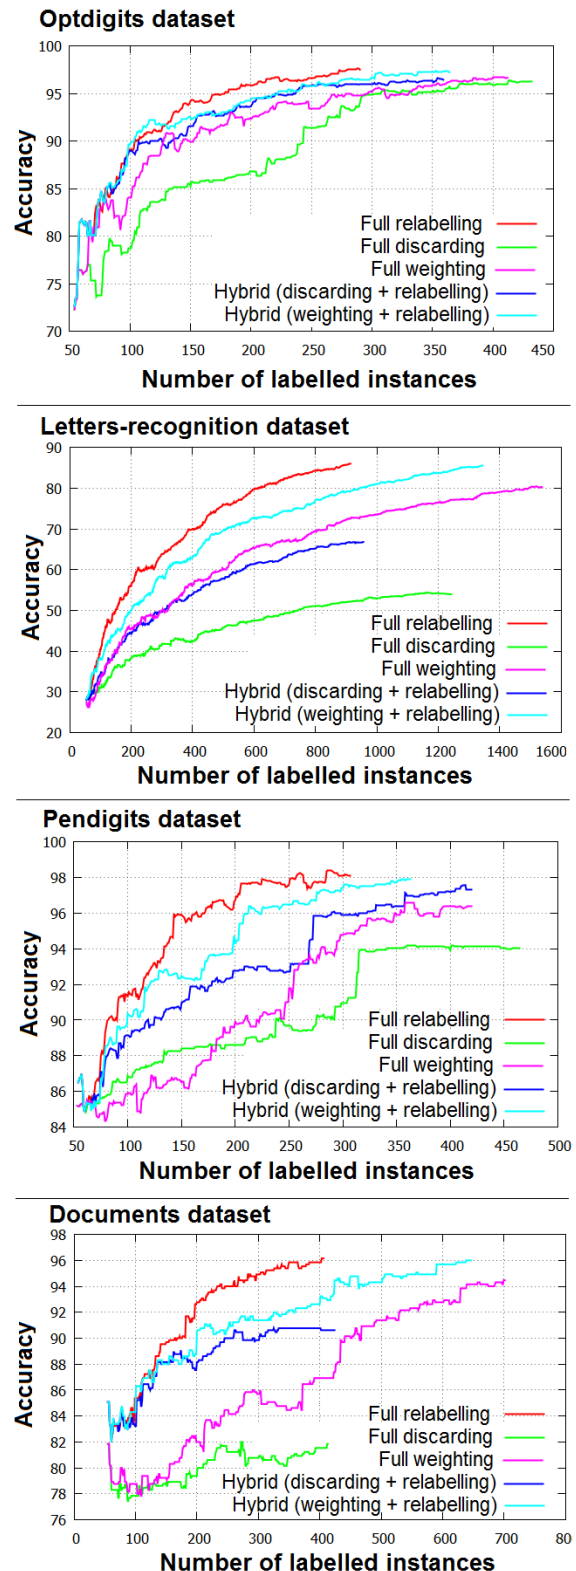 Optdigits dataset
100
95
90
85
80
75
70
Accuracy
Full relabelling
Full discarding
Full weighting
Hybrid (discarding + relabelling)
Hybrid (weighting + relabelling)
50 100 150 200 250 300 350 400 450
Number of labelled instances
Letters-recognition dataset
90
80
70
60
50
40
30
20
Accuracy
Full relabelling
Full discarding
Full weighting
Hybrid (discarding + relabelling)
Hybrid (weighting + relabelling)
0 200 400 600 800 1000 1200 1400 1600
Number of labelled instances
Pendigits dataset
100
98
96
94
92
90
88
86
84
Accuracy
Full relabelling
Full discarding
Full weighting
Hybrid (discarding + relabelling)
Hybrid (weighting + relabelling)
50 100 150 200 250 300 350 400 450 500
Number of labelled instances
Documents dataset
98
96
94
92
90
88
86
84
82
80
78
76
Accuracy
Full relabelling
Full discarding
Full weighting
Hybrid (discarding + relabelling)
Hybrid (weighting + relabelling)
0 100 200 300 400 500 600 700 80
Number of labelled instances